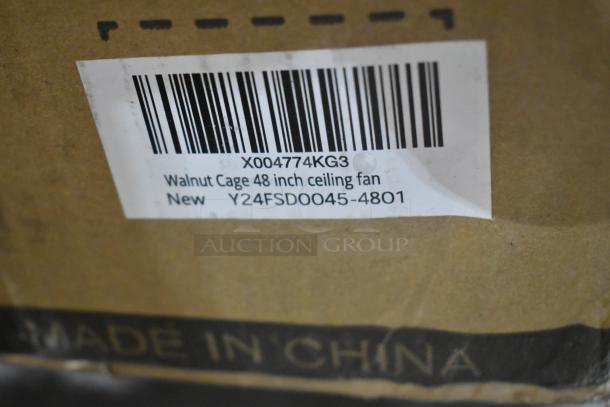 X004774KG3
Walnut Cage 48 inch ceiling fan
New Y24FSD0045-4801
AUCTION GROUP
MADE IN CHINA